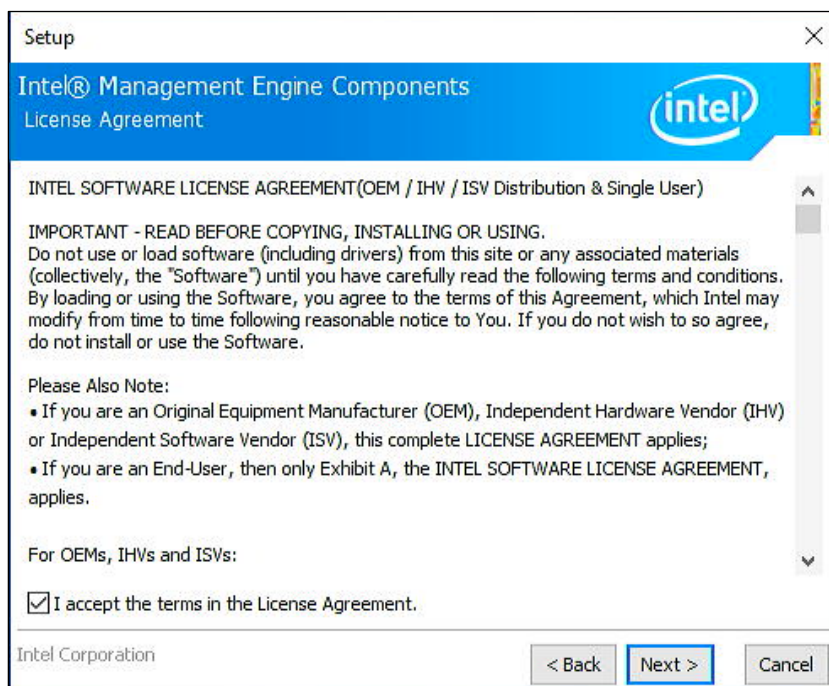 Setup
Intel® Management Engine Components
License Agreement
intel
INTEL SOFTWARE LICENSE AGREEMENT(OEM / IHV / ISV Distribution & Single User)
IMPORTANT - READ BEFORE COPYING, INSTALLING OR USING.
Do not use or load software (including drivers) from this site or any associated materials
(collectively, the "Software") until you have carefully read the following terms and conditions.
By loading or using the Software, you agree to the terms of this Agreement, which Intel may
modify from time to time following reasonable notice to You. If you do not wish to so agree,
do not install or use the Software.
Please Also Note:
• If you are an Original Equipment Manufacturer (OEM), Independent Hardware Vendor (IHV)
or Independent Software Vendor (ISV), this complete LICENSE AGREEMENT applies;
• If you are an End-User, then only Exhibit A, the INTEL SOFTWARE LICENSE AGREEMENT,
applies.
For OEMs, IHVs and ISVs:
I accept the terms in the License Agreement.
Intel Corporation
< Back Next > Cancel